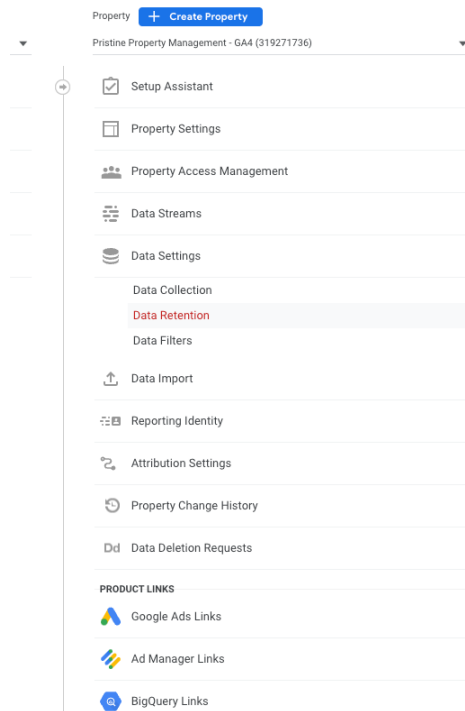 Property
+ Create Property
Pristine Property Management - GA4 (319271736)
Setup Assistant
Property Settings
Property Access Management
Data Streams
Data Settings
Data Collection
Data Retention
Data Filters
Data Import
Reporting Identity
Attribution Settings
Property Change History
Dd Data Deletion Requests
PRODUCT LINKS
Google Ads Links
Ad Manager Links
BigQuery Links